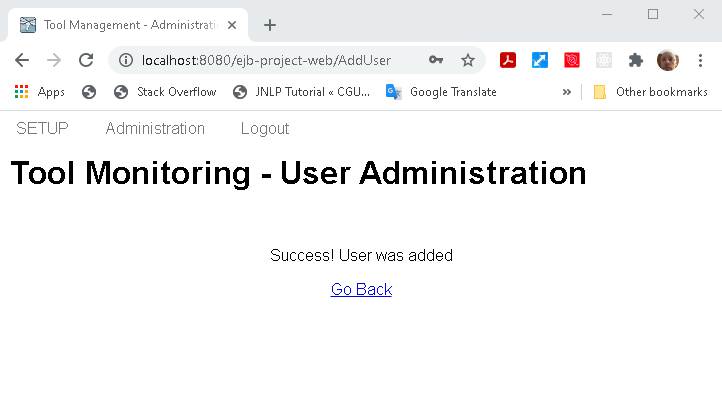 Tool Management - Administratio
localhost:8080/ejb-project-web/AddUser
Apps Stack Overflow JNLP Tutorial « CGU... Google Translate » Other bookmarks
SETUP Administration Logout
Tool Monitoring - User Administration
Success! User was added
Go Back